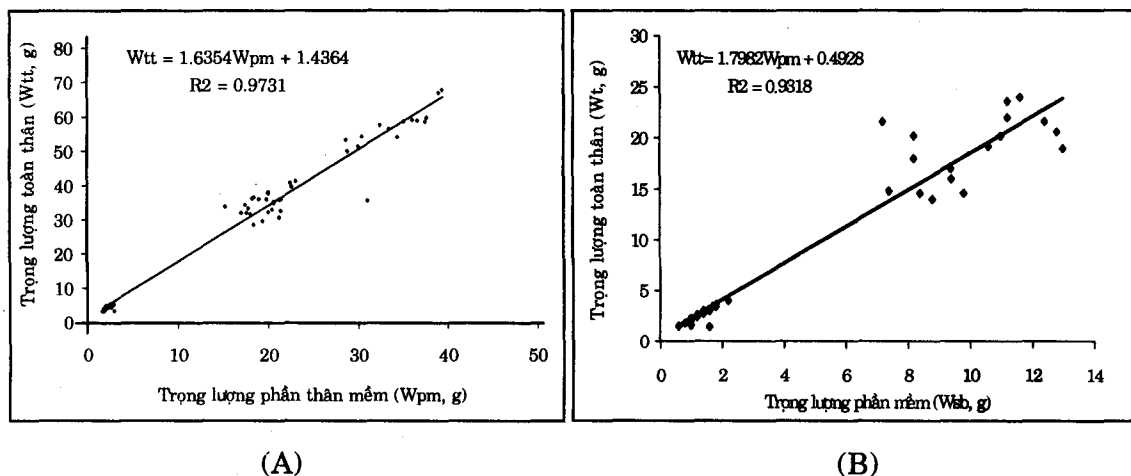 Wtt = 1.6354Wpm + 1.4364
R2 = 0.9731
Trọng lượng toàn thân (Wtt, g)
80
70
60
50
40
30
20
10
0
0 10 20 30 40 50
Trọng lượng phần thân mềm (Wpm, g)
(A)
Wtt= 1.7982Wpm + 0.4928
R2 = 0.9318
Trọng lượng toàn thân (Wt, g)
30
25
20
15
10
5
0
0 2 4 6 8 10 12 14
Trọng lượng phần mềm (Wsb, g)
(B)